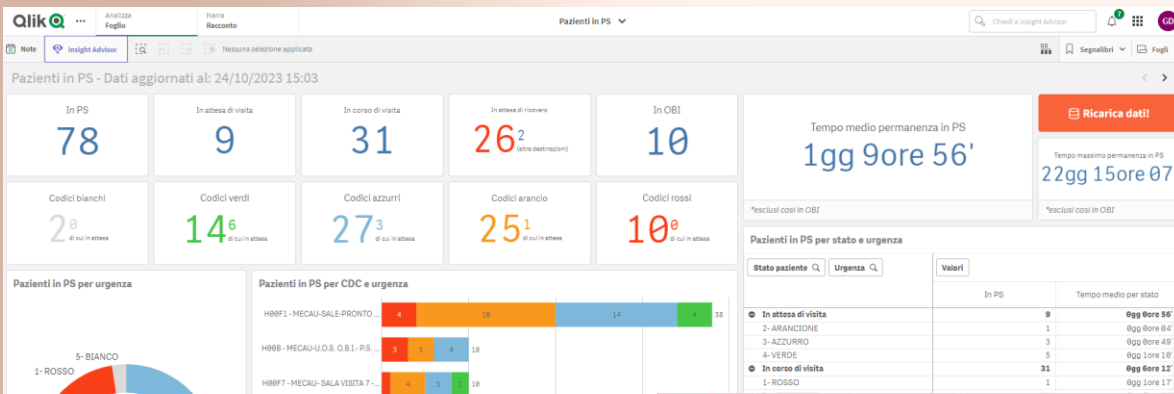 Qlik
Analizza
Foglio
Narra
Racconto
Pazienti in PS
Chiedi a Insight Advisor
7
GD
Note
Insight Advisor
Nessuna selezione applicata
Segnalibri
Fogli
Pazienti in PS - Dati aggiornati al: 24/10/2023 15:03
In PS
78
In attesa di visita
9
In corso di visita
31
In attesa di ricovero
26 2
(altre destinazioni)
In OBI
10
Codici bianchi
2 0
di cui in attesa
Codici verdi
14 6
di cui in attesa
Codici azzurri
27 3
di cui in attesa
Codici arancio
25 1
di cui in attesa
Codici rossi
10 0
di cui in attesa
Tempo medio permanenza in PS
1gg 9ore 56'
*esclusi casi in OBI
Ricarica dati!
Tempo massimo permanenza in PS
22gg 15ore 07
*esclusi casi in OBI
Pazienti in PS per urgenza
5- BIANCO
1- ROSSO
Pazienti in PS per CDC e urgenza
H00F1 - MECAU-SALE-PRONTO ... 4 16 14 4 38
H00B - MECAU-U.O.S. O.B.I.- P.S. ... 3 3 4 10
H00F7 - MECAU- SALA VISITA 7 -... 4 3 2 10
Pazienti in PS per stato e urgenza
Stato paziente Urgenza Valori
In PS Tempo medio per stato
In attesa di visita 9 0gg 0ore 56'
2- ARANCIONE 1 0gg 0ore 04'
3- AZZURRO 3 0gg 0ore 49'
4- VERDE 5 0gg 1ore 10'
In corso di visita 31 0gg 6ore 12'
1- ROSSO 1 0gg 1ore 17'